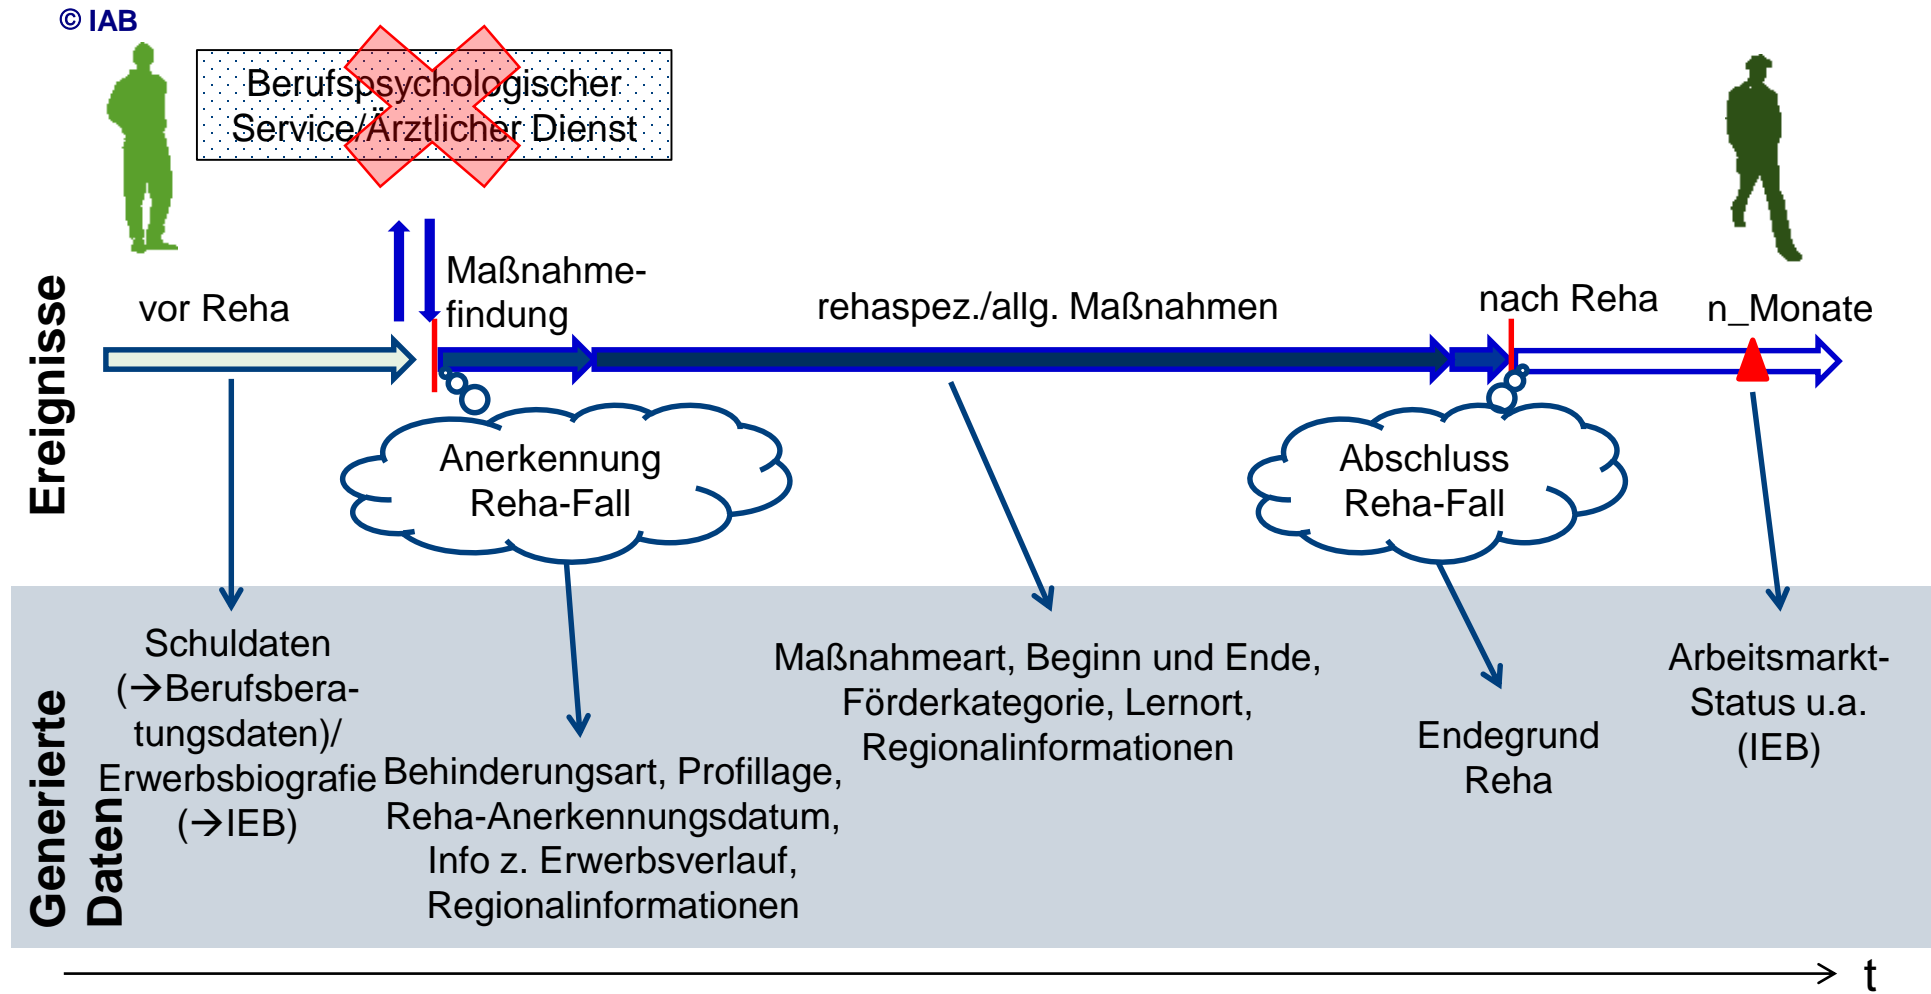 © IAB
Berufspsychologischer
Service/Ärztlicher Dienst
Ereignisse
vor Reha
Maßnahme-
findung
rehaspez./allg. Maßnahmen
nach Reha
n_Monate
Anerkennung
Reha-Fall
Abschluss
Reha-Fall
Generierte
Daten
Schuldaten
(→Berufsbera-
tungsdaten)/
Erwerbsbiografie
(→IEB)
Behinderungsart, Profillage,
Reha-Anerkennungsdatum,
Info z. Erwerbsverlauf,
Regionalinformationen
Maßnahmeart, Beginn und Ende,
Förderkategorie, Lernort,
Regionalinformationen
Endegrund
Reha
Arbeitsmarkt-
Status u.a.
(IEB)
t